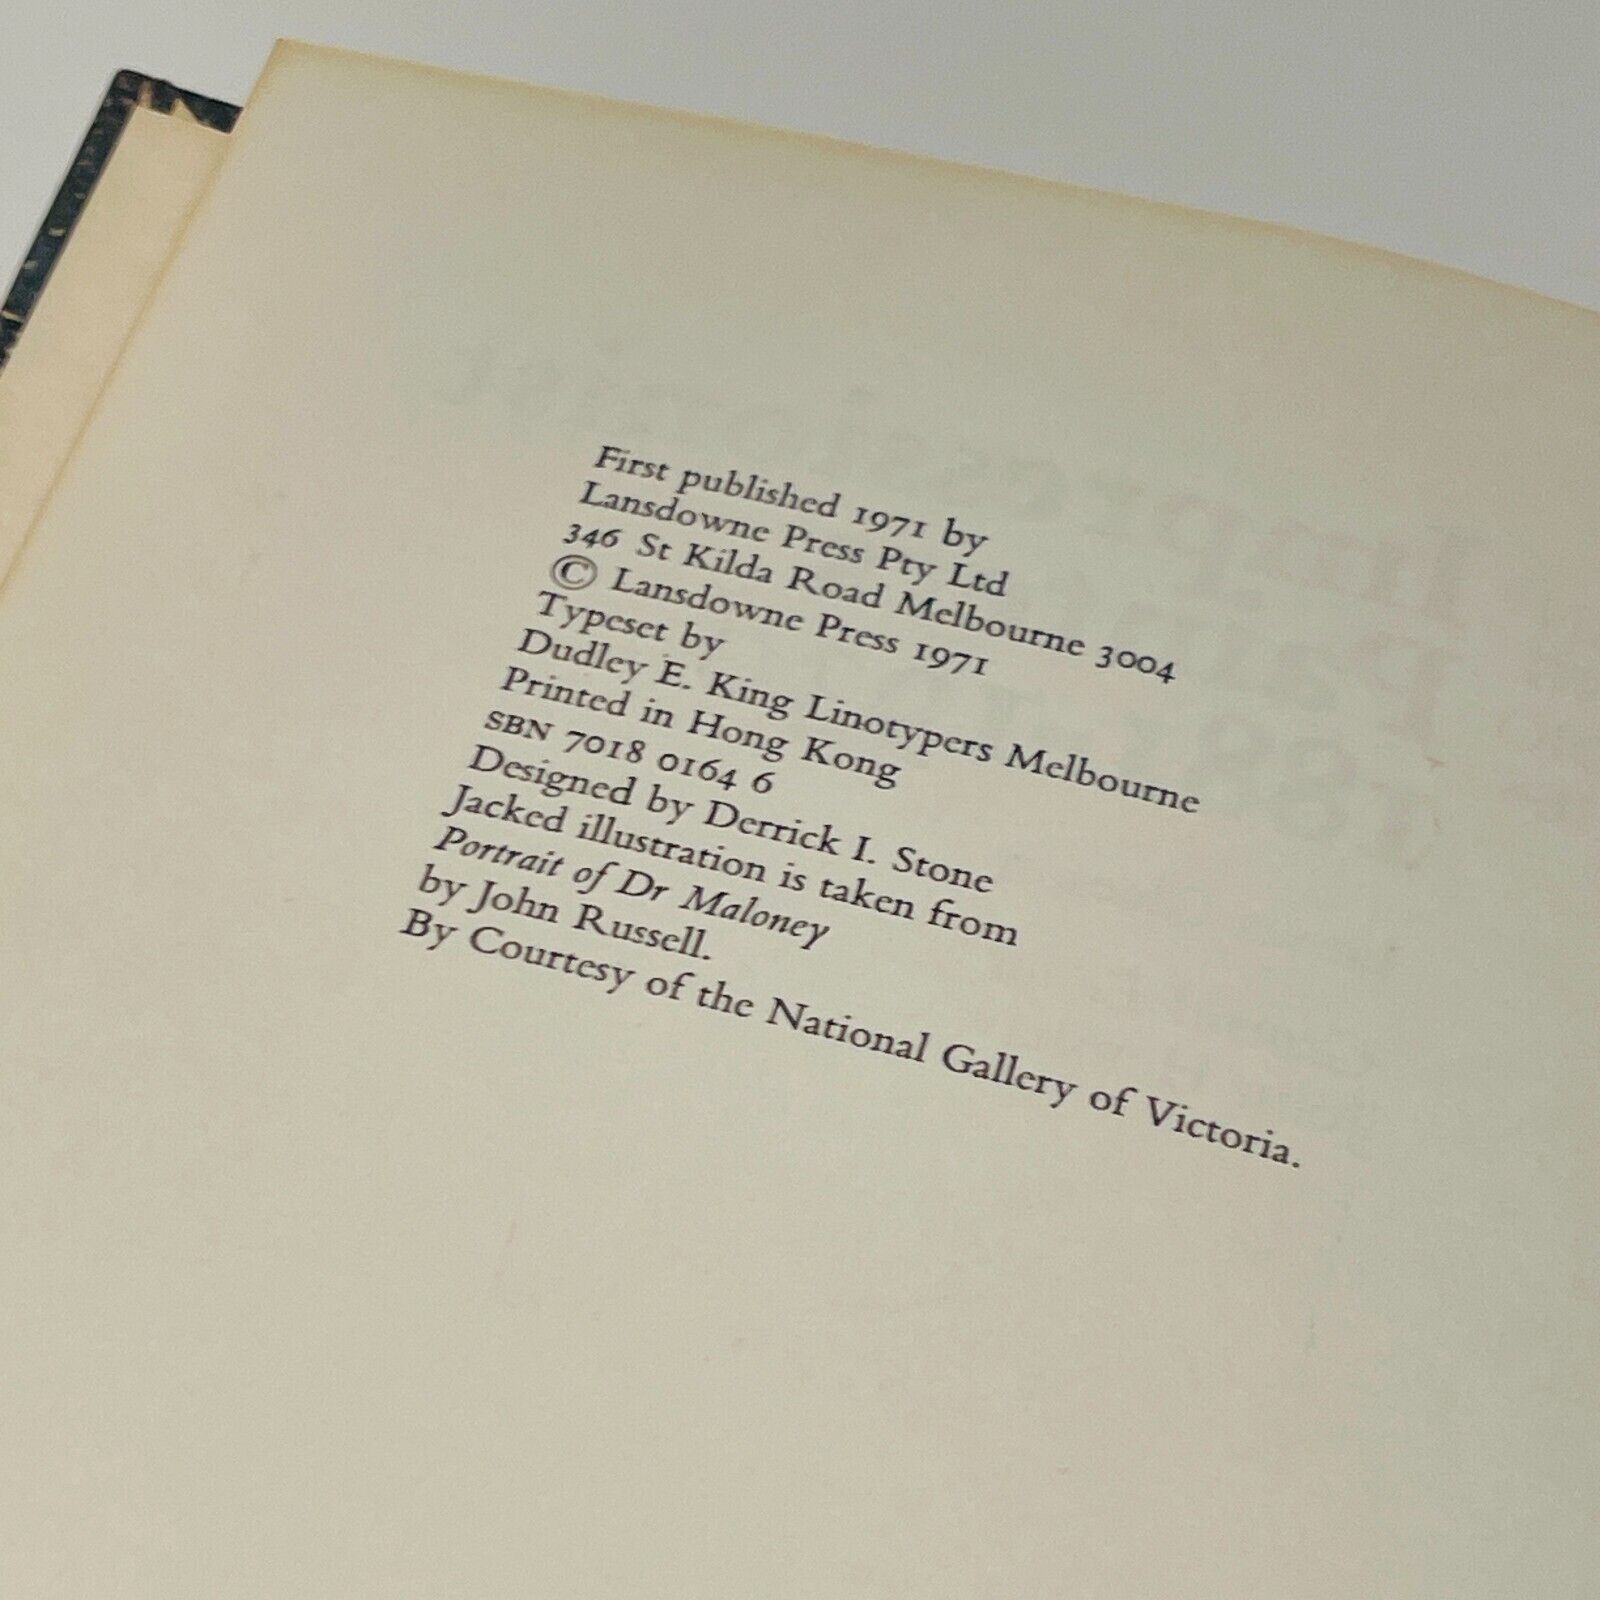 First published 1971 by
Lansdowne Press Pty Ltd
346 St Kilda Road Melbourne 3004
© Lansdowne Press 1971
Typeset by
Dudley E. King Linotypers Melbourne
Printed in Hong Kong
SBN 7018 0164 6
Designed by Derrick I. Stone
Jacked illustration is taken from
Portrait of Dr Maloney
by John Russell.
By Courtesy of the National Gallery of Victoria.